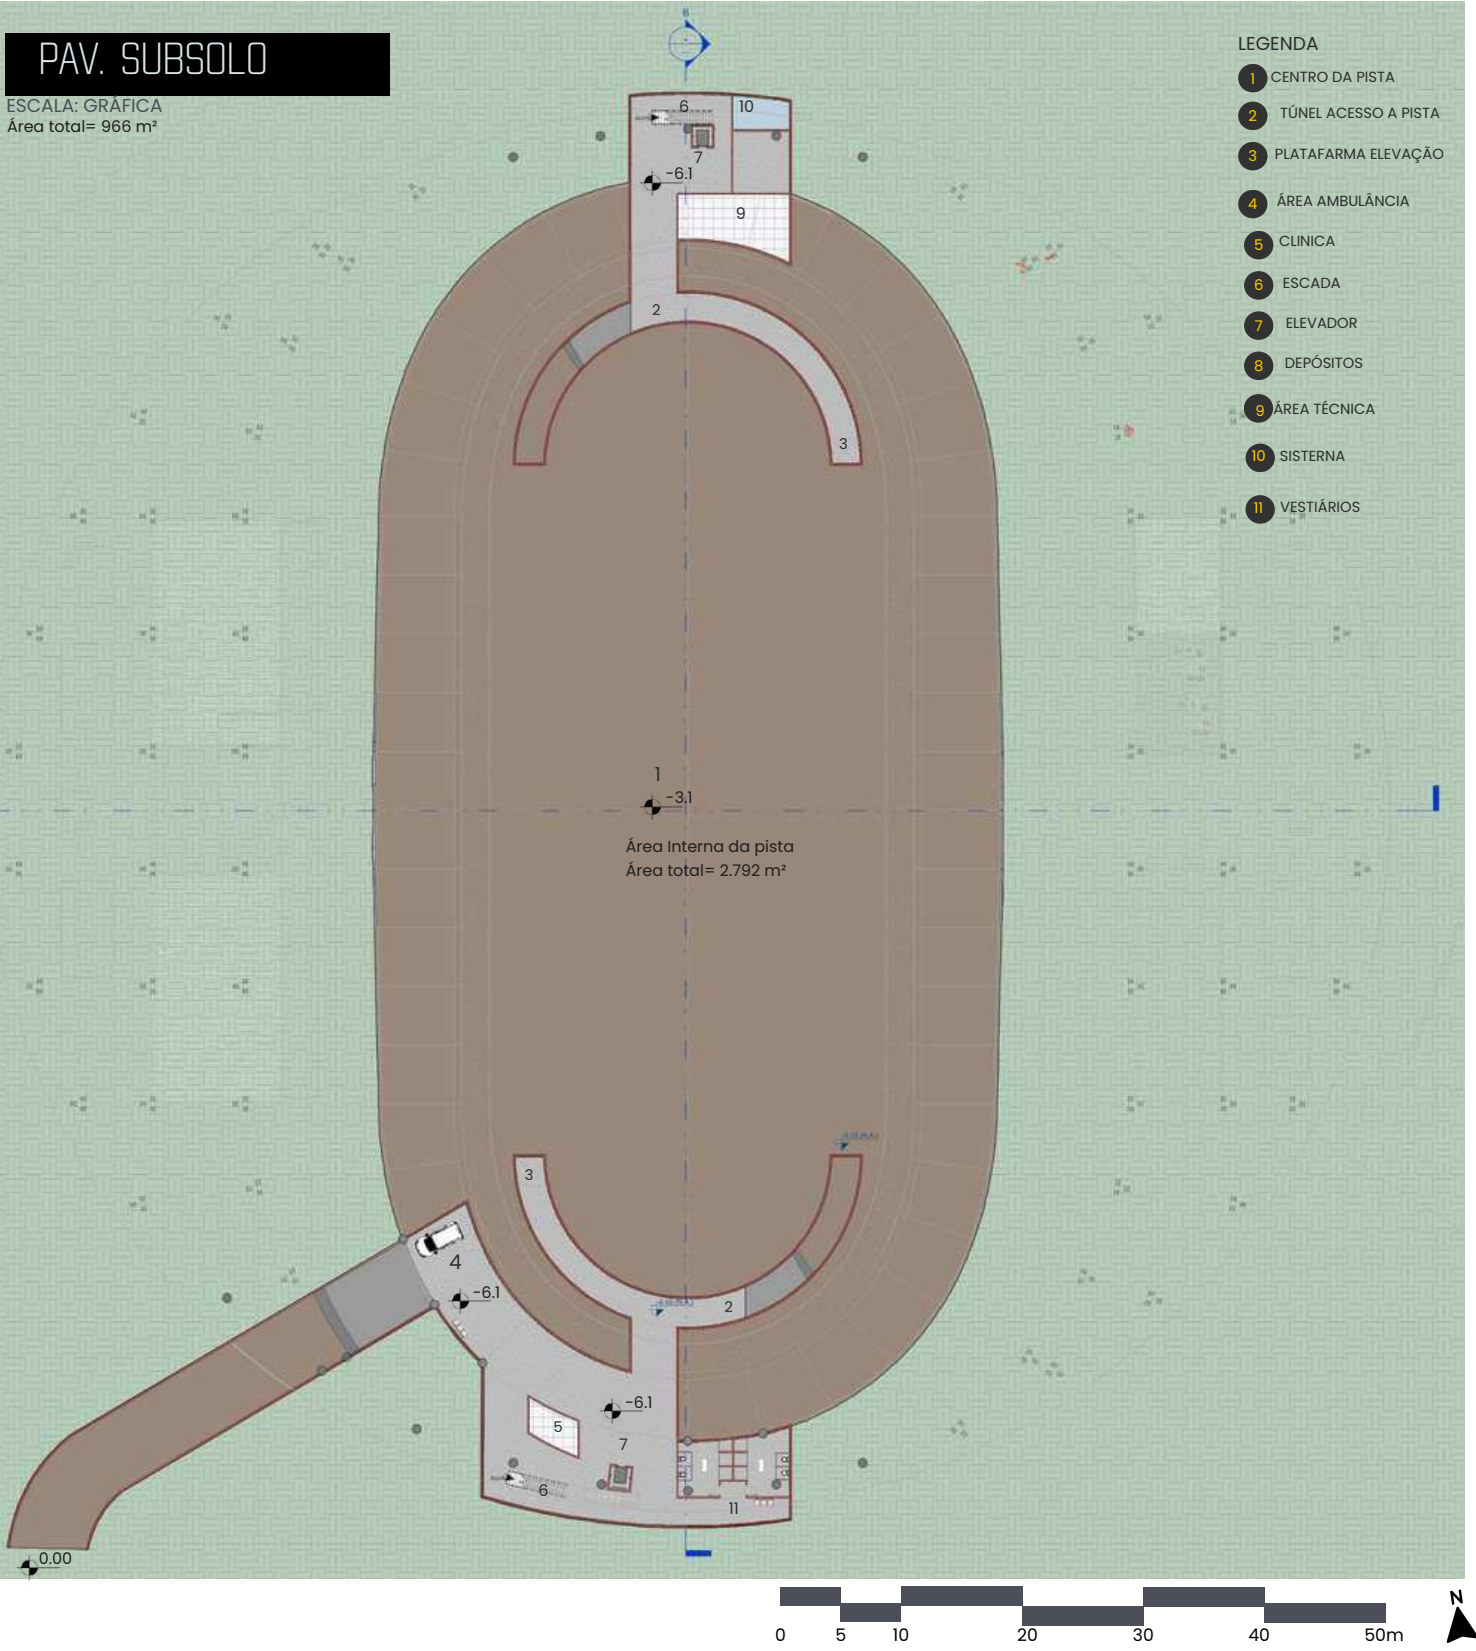 PAV. SUBSOLO
ESCALA: GRÁFICA
Área total= 966 m²
LEGENDA
1 CENTRO DA PISTA
2 TÚNEL ACESSO A PISTA
3 PLATAFARMA ELEVAÇÃO
4 ÁREA AMBULÂNCIA
5 CLINICA
6 ESCADA
7 ELEVADOR
8 DEPÓSITOS
9 ÁREA TÉCNICA
10 SISTERNA
11 VESTIÁRIOS
6
10
7
-6.1
9
2
3
1
-3.1
Área Interna da pista
Área total= 2.792 m²
3
4
-6.1
2
-6.1
5
7
6
11
0.00
N
0 5 10 20 30 40 50m